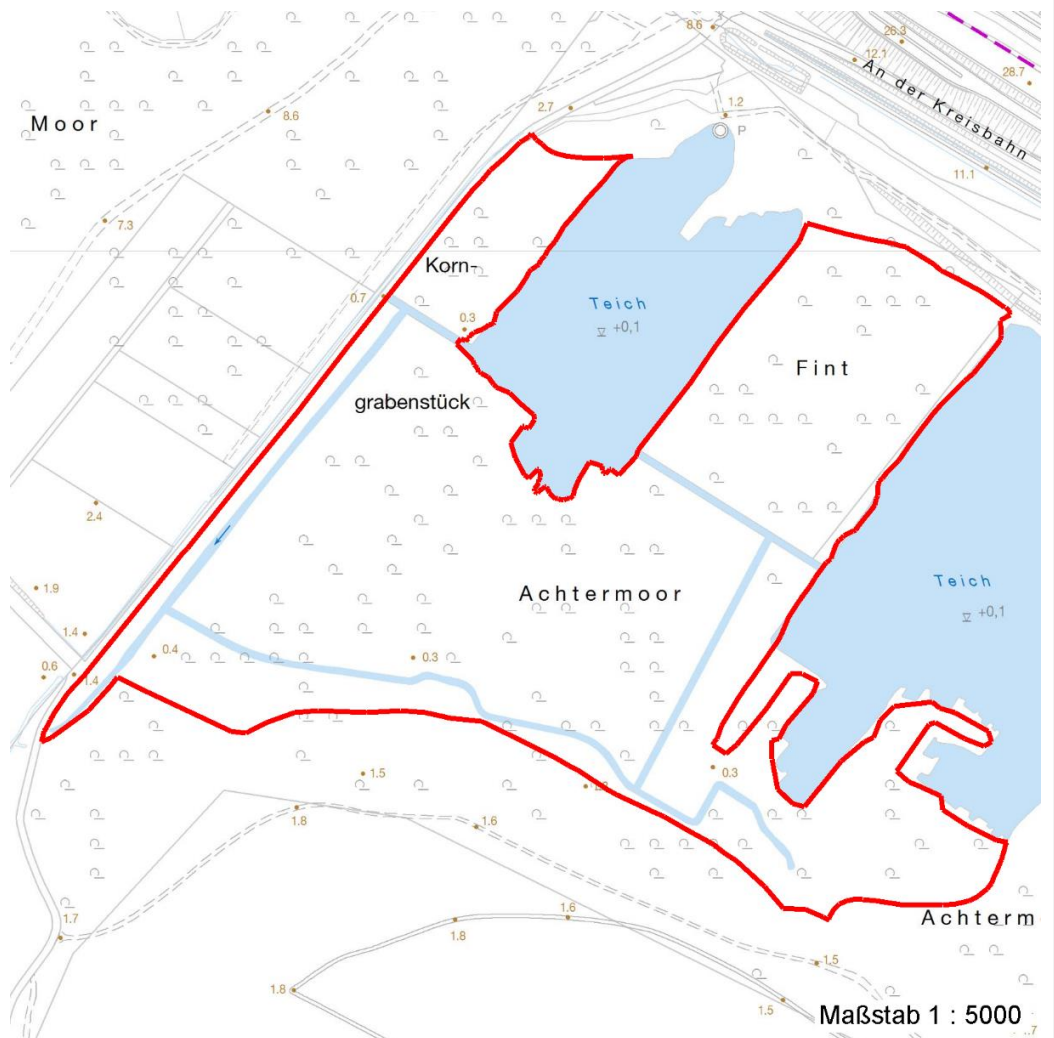 8.6
26.3
12.1
28.7
An der Kreisbahn
2.7
1.2
P
8.6
Moor
11.1
7.3
Korn-
0.7
0.3
Teich
+0,1
Fint
grabenstück
2.4
Teich
+0,1
1.9
Achtermoor
1.4
0.4
0.3
0.6
1.4
0.3
1.5
1.8
1.6
1.7
1.8
1.6
Achterm
1.5
1.8
1.5
Maßstab 1 : 5000